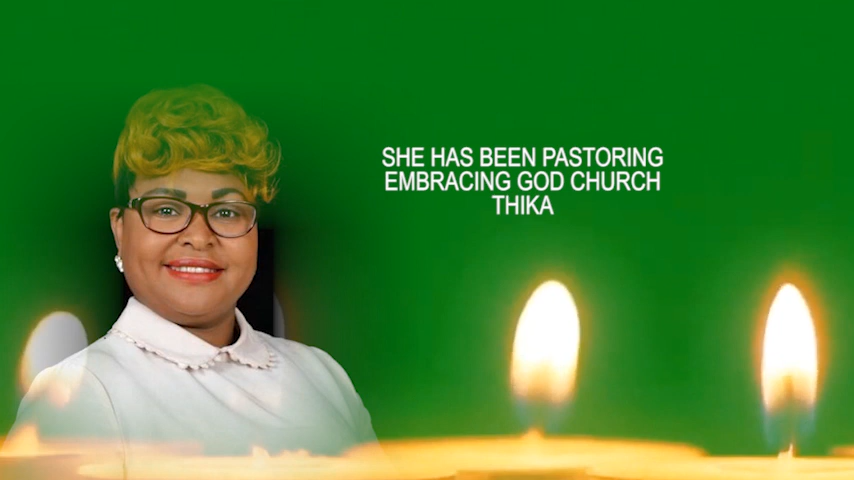 SHE HAS BEEN PASTORING
EMBRACING GOD CHURCH
THIKA